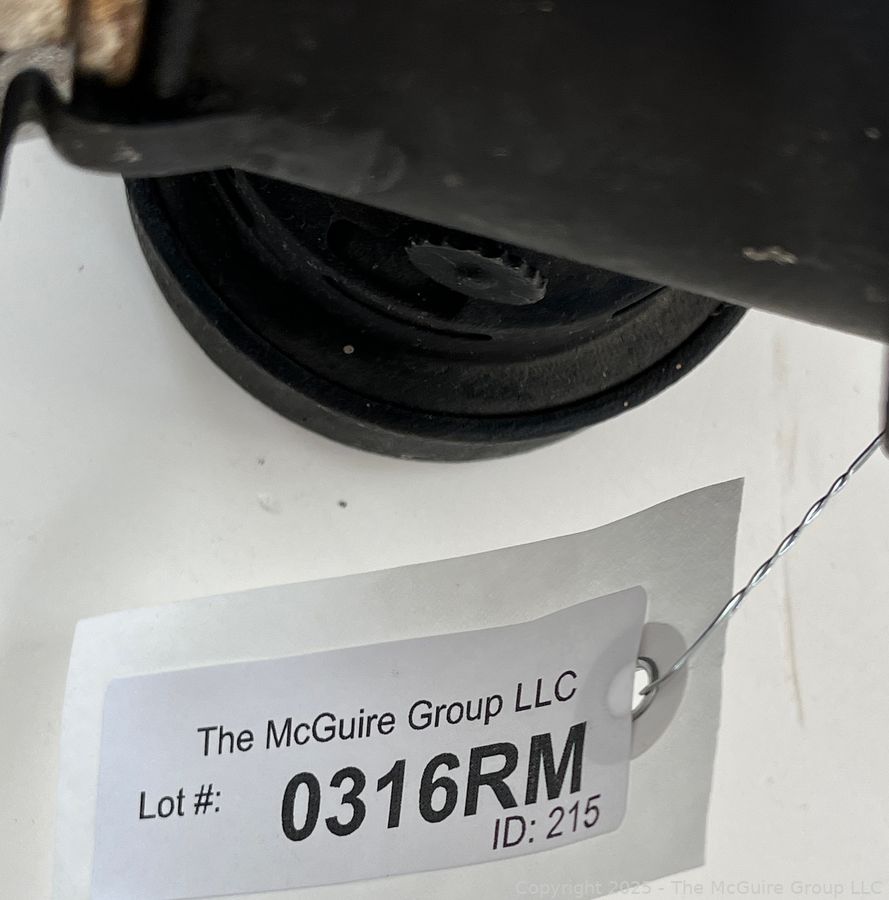 The McGuire Group LLC
Lot #: 0316RM
ID: 215
Copyright 2025 - The McGuire Group LLC